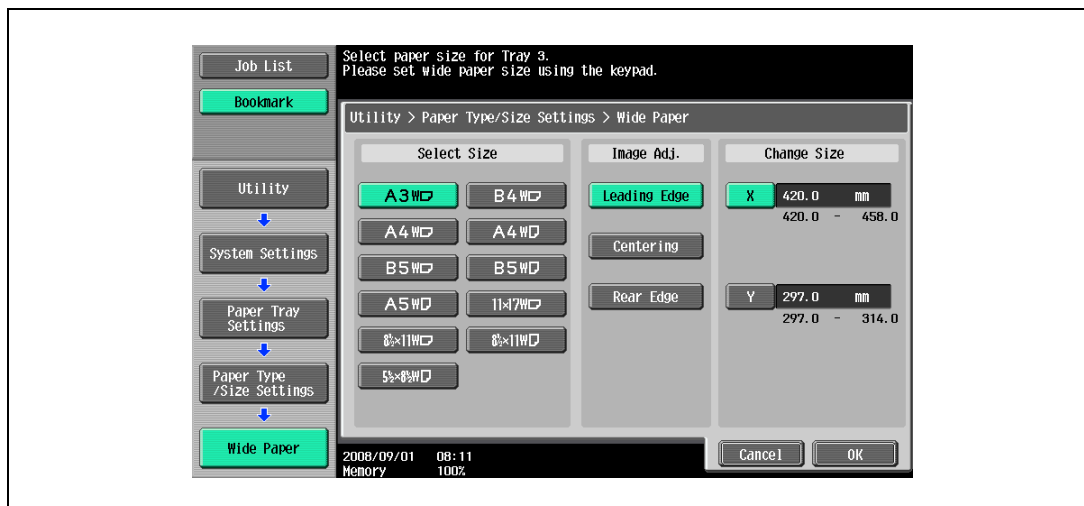 Select paper size for Tray 3.
Please set wide paper size using the keypad.
Job List
Bookmark
Utility
System Settings
Paper Tray
Settings
Paper Type
/Size Settings
Wide Paper
Utility > Paper Type/Size Settings > Wide Paper
Select Size
A3W
B4W
A4W
A4W
B5W
B5W
A5W
11×17W
8½×11W
8½×11W
5½×8½W
Image Adj.
Leading Edge
Centering
Rear Edge
Change Size
X 420.0 mm
420.0 - 458.0
Y 297.0 mm
297.0 - 314.0
2008/09/01 08:11
Memory 100%
Cancel
OK